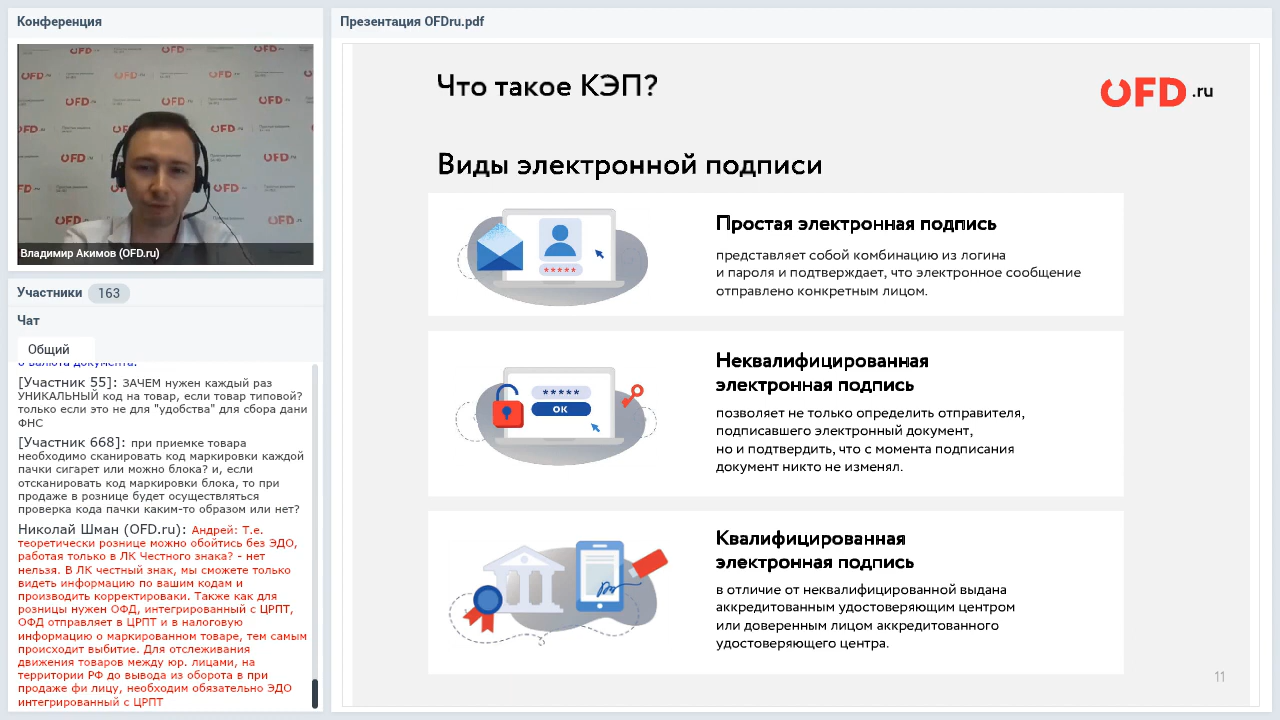 Конференция
Владимир Акимов (OFD.ru)
Участники 163
Чат
Общий
о валюта документа.
[Участник 55]: ЗАЧЕМ нужен каждый раз
УНИКАЛЬНЫЙ код на товар, если товар типовой?
только если это не для "удобства" для сбора дани
ФНС
[Участник 668]: при приемке товара
необходимо сканировать код маркировки каждой
пачки сигарет или можно блока? и, если
отсканировать код маркировки блока, то при
продаже в рознице будет осуществляться
проверка кода пачки каким-то образом или нет?
Николай Шман (OFD.ru): Андрей: Т.е.
теоретически рознице можно обойтись без ЭДО,
работая только в ЛК Честного знака? - нет
нельзя. В ЛК честный знак, мы сможете только
видеть информацию по вашим кодам и
производить корректироваки. Также как для
розницы нужен ОФД, интегрированный с ЦРПТ,
ОФД отправляет в ЦРПТ и в налоговую
информацию о маркированном товаре, тем самым
происходит выбитие. Для отслеживания
движения товаров между юр. лицами, на
территории РФ до вывода из оборота в при
продаже фи лицу, необходим обязательно ЭДО
интегрированный с ЦРПТ
Презентация OFDru.pdf
Что такое КЭП?
OFD .ru
Виды электронной подписи
*****
Простая электронная подпись
представляет собой комбинацию из логина
и пароля и подтверждает, что электронное сообщение
отправлено конкретным лицом.
*****
ОК
Неквалифицированная
электронная подпись
позволяет не только определить отправителя,
подписавшего электронный документ,
но и подтвердить, что с момента подписания
документ никто не изменял.
Квалифицированная
электронная подпись
в отличие от неквалифицированной выдана
аккредитованным удостоверяющим центром
или доверенным лицом аккредитованного
удостоверяющего центра.
11